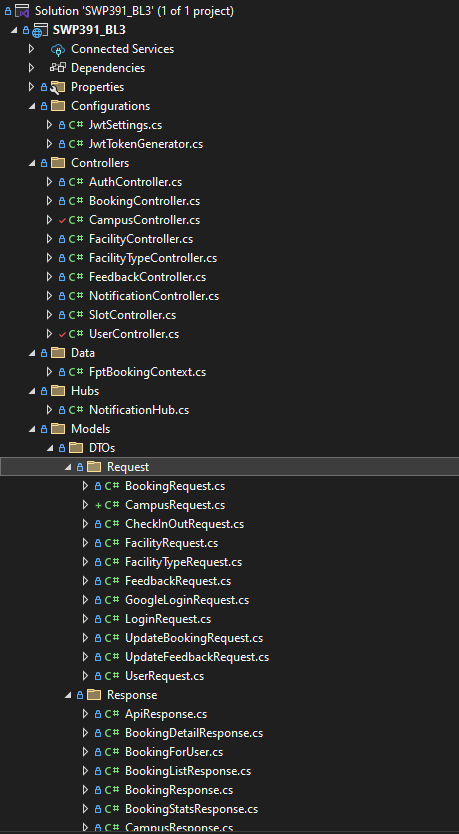 Solution 'SWP391_BL3' (1 of 1 project)
SWP391_BL3
Connected Services
Dependencies
Properties
Configurations
C# JwtSettings.cs
C# JwtTokenGenerator.cs
Controllers
C# AuthController.cs
C# BookingController.cs
C# CampusController.cs
C# FacilityController.cs
C# FacilityTypeController.cs
C# FeedbackController.cs
C# NotificationController.cs
C# SlotController.cs
C# UserController.cs
Data
C# FptBookingContext.cs
Hubs
C# NotificationHub.cs
Models
DTOs
Request
C# BookingRequest.cs
C# CampusRequest.cs
C# CheckInOutRequest.cs
C# FacilityRequest.cs
C# FacilityTypeRequest.cs
C# FeedbackRequest.cs
C# GoogleLoginRequest.cs
C# LoginRequest.cs
C# UpdateBookingRequest.cs
C# UpdateFeedbackRequest.cs
C# UserRequest.cs
Response
C# ApiResponse.cs
C# BookingDetailResponse.cs
C# BookingForUser.cs
C# BookingListResponse.cs
C# BookingResponse.cs
C# BookingStatsResponse.cs
C# CampusResponse.cs